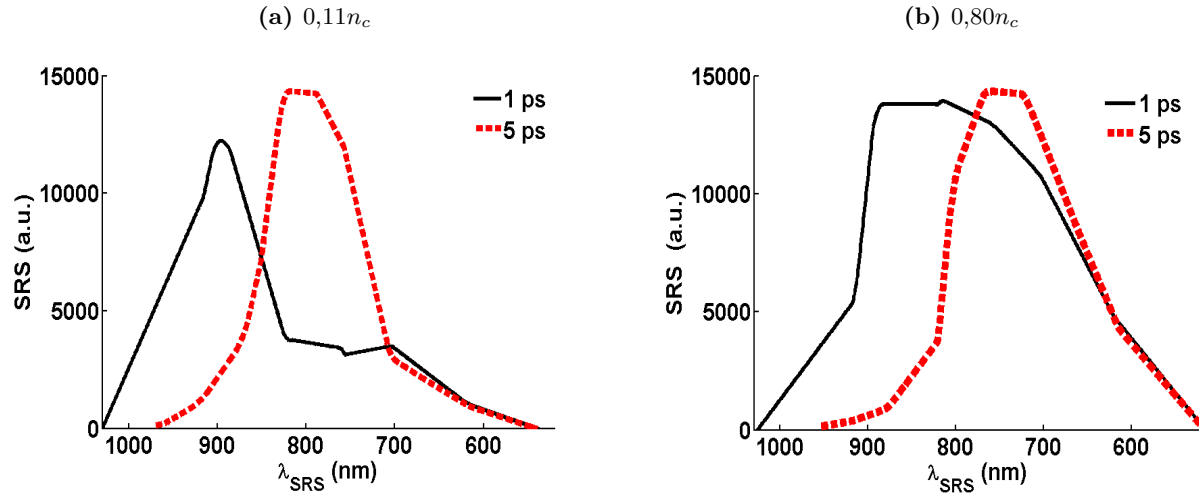 (a) 0,11n_c
15000
10000
5000
0
SRS (a.u.)
1 ps
5 ps
1000 900 800 700 600
λ_SRS (nm)
(b) 0,80n_c
15000
10000
5000
0
SRS (a.u.)
1 ps
5 ps
1000 900 800 700 600
λ_SRS (nm)